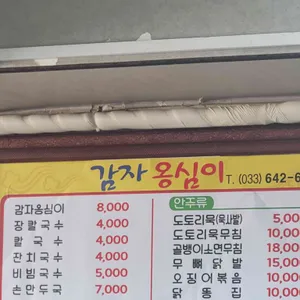 감자 옹심이 T. (033) 642-6
감자옹심이 8,000
장칼국수 4,000
칼국수 4,000
잔치국수 4,000
비빔국수 5,000
손만두국 7,000
안주류
도토리묵(묵사발) 5,00
도토리묵무침 10,00
골뱅이소면무침 18,00
무뼈닭발 15,00
오징어볶음 10,00
닭똥집 10,00